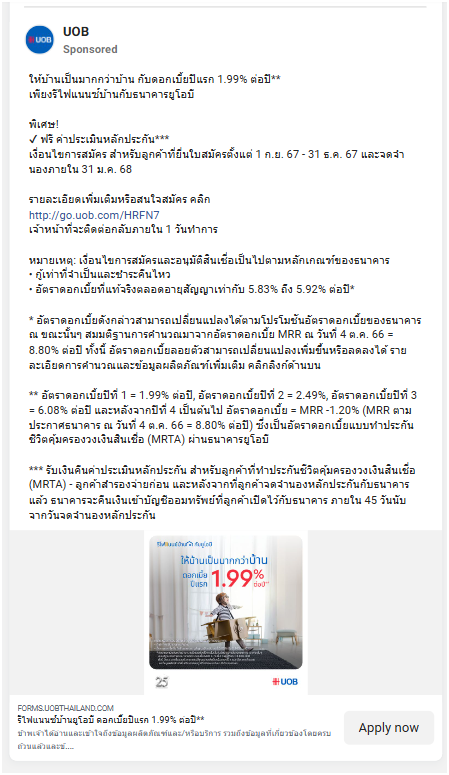 UOB
Sponsored
ให้บ้านเป็นมากกว่าบ้าน กับดอกเบี้ยปีแรก 1.99% ต่อปี**
เพียงรีไฟแนนซ์บ้านกับธนาคารยูโอบี
พิเศษ!
✓ ฟรี ค่าประเมินหลักประกัน***
เงื่อนไขการสมัคร สำหรับลูกค้าที่ยื่นใบสมัครตั้งแต่ 1 ก.ย. 67 - 31 ธ.ค. 67 และจดจำ
นองภายใน 31 ม.ค. 68
รายละเอียดเพิ่มเติมหรือสนใจสมัคร คลิก
http://go.uob.com/HRFN7
เจ้าหน้าที่จะติดต่อกลับภายใน 1 วันทำการ
หมายเหตุ: เงื่อนไขการสมัครและอนุมัติสินเชื่อเป็นไปตามหลักเกณฑ์ของธนาคาร
• กู้เท่าที่จำเป็นและชำระคืนไหว
• อัตราดอกเบี้ยที่แท้จริงตลอดอายุสัญญาเท่ากับ 5.83% ถึง 5.92% ต่อปี*
* อัตราดอกเบี้ยดังกล่าวสามารถเปลี่ยนแปลงได้ตามโปรโมชั่นอัตราดอกเบี้ยของธนาคาร
ณ ขณะนั้นๆ สมมติฐานการคำนวณมาจากอัตราดอกเบี้ย MRR ณ วันที่ 4 ต.ค. 66 =
8.80% ต่อปี ทั้งนี้ อัตราดอกเบี้ยลอยตัวสามารถเปลี่ยนแปลงเพิ่มขึ้นหรือลดลงได้ ราย
ละเอียดการคำนวณและข้อมูลผลิตภัณฑ์เพิ่มเติม คลิกลิงก์ด้านบน
** อัตราดอกเบี้ยปีที่ 1 = 1.99% ต่อปี, อัตราดอกเบี้ยปีที่ 2 = 2.49%, อัตราดอกเบี้ยปีที่ 3
= 6.08% ต่อปี และหลังจากปีที่ 4 เป็นต้นไป อัตราดอกเบี้ย = MRR -1.20% (MRR ตาม
ประกาศธนาคาร ณ วันที่ 4 ต.ค. 66 = 8.80% ต่อปี) ซึ่งเป็นอัตราดอกเบี้ยแบบทำประกัน
ชีวิตคุ้มครองวงเงินสินเชื่อ (MRTA) ผ่านธนาคารยูโอบี
*** รับเงินคืนค่าประเมินหลักประกัน สำหรับลูกค้าที่ทำประกันชีวิตคุ้มครองวงเงินสินเชื่อ
(MRTA) - ลูกค้าสำรองจ่ายก่อน และหลังจากที่ลูกค้าจดจำนองหลักประกันกับธนาคาร
แล้ว ธนาคารจะคืนเงินเข้าบัญชีออมทรัพย์ที่ลูกค้าเปิดไว้กับธนาคาร ภายใน 45 วันนับ
จากวันจดจำนองหลักประกัน
รีไฟแนนซ์บ้าน กับยูโอบี
ให้บ้านเป็นมากกว่าบ้าน
ดอกเบี้ย
ปีแรก 1.99% ต่อปี**
25
UOB
FORMS.UOBTHAILAND.COM
รีไฟแนนซ์บ้านยูโอบี ดอกเบี้ยปีแรก 1.99% ต่อปี**
ข้าพเจ้าได้อ่านและเข้าใจถึงข้อมูลผลิตภัณฑ์และ/หรือบริการ รวมถึงข้อมูลที่เกี่ยวข้องโดยครบ
ถ้วนแล้วและข้....
Apply now